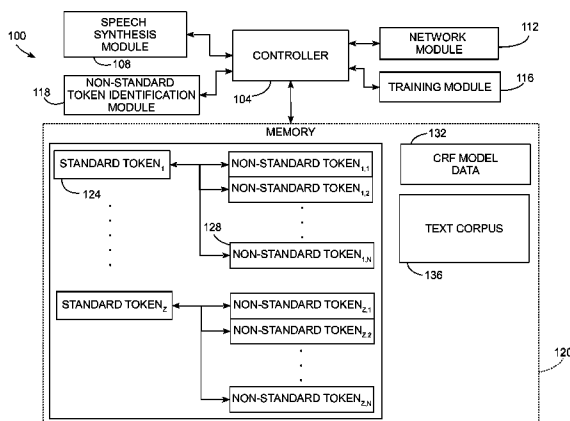 100
SPEECH
SYNTHESIS
MODULE
108
118
NON-STANDARD
TOKEN IDENTIFICATION
MODULE
CONTROLLER
104
NETWORK
MODULE
112
TRAINING MODULE
116
MEMORY
STANDARD TOKEN1
124
NON-STANDARD TOKEN1,1
NON-STANDARD TOKEN1,2
128
NON-STANDARD TOKEN1,N
STANDARD TOKENZ
NON-STANDARD TOKENZ,1
NON-STANDARD TOKENZ,2
NON-STANDARD TOKENZ,N
132
CRF MODEL
DATA
TEXT CORPUS
136
120